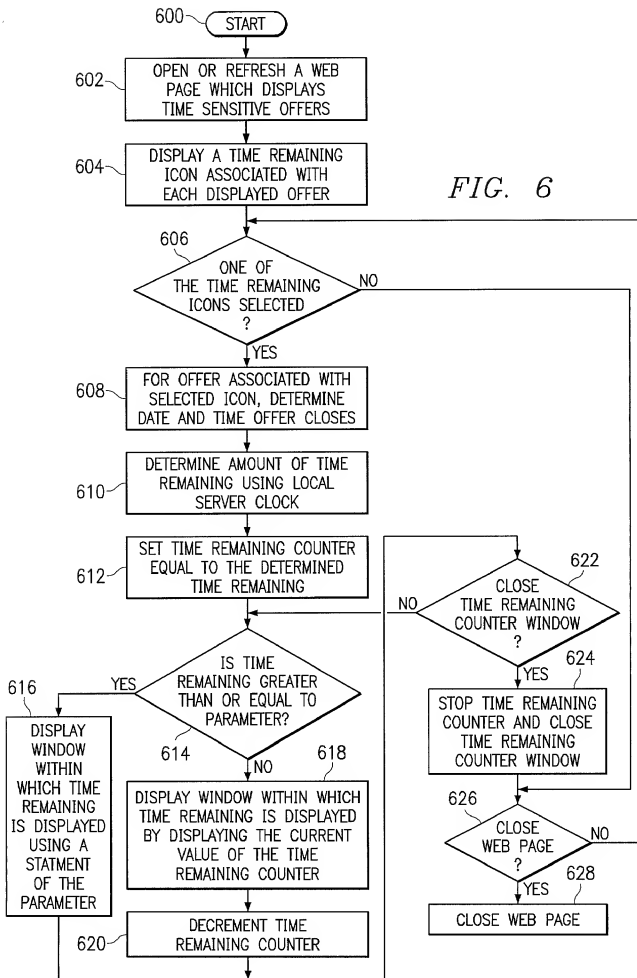 600
START
602
OPEN OR REFRESH A WEB
PAGE WHICH DISPLAYS
TIME SENSITIVE OFFERS
604
DISPLAY A TIME REMAINING
ICON ASSOCIATED WITH
EACH DISPLAYED OFFER
FIG. 6
606
ONE OF
THE TIME REMAINING
ICONS SELECTED
?
NO
YES
608
FOR OFFER ASSOCIATED WITH
SELECTED ICON, DETERMINE
DATE AND TIME OFFER CLOSES
610
DETERMINE AMOUNT OF TIME
REMAINING USING LOCAL
SERVER CLOCK
612
SET TIME REMAINING COUNTER
EQUAL TO THE DETERMINED
TIME REMAINING
622
CLOSE
TIME REMAINING
COUNTER WINDOW
?
NO
YES
614
IS TIME
REMAINING GREATER
THAN OR EQUAL TO
PARAMETER?
YES
NO
616
DISPLAY
WINDOW
WITHIN
WHICH TIME
REMAINING
IS DISPLAYED
USING A
STATMENT
OF THE
PARAMETER
618
DISPLAY WINDOW WITHIN WHICH
TIME REMAINING IS DISPLAYED
BY DISPLAYING THE CURRENT
VALUE OF THE TIME
REMAINING COUNTER
620
DECREMENT TIME
REMAINING COUNTER
624
STOP TIME REMAINING
COUNTER AND CLOSE
TIME REMAINING
COUNTER WINDOW
626
CLOSE
WEB PAGE
?
NO
YES
628
CLOSE WEB PAGE